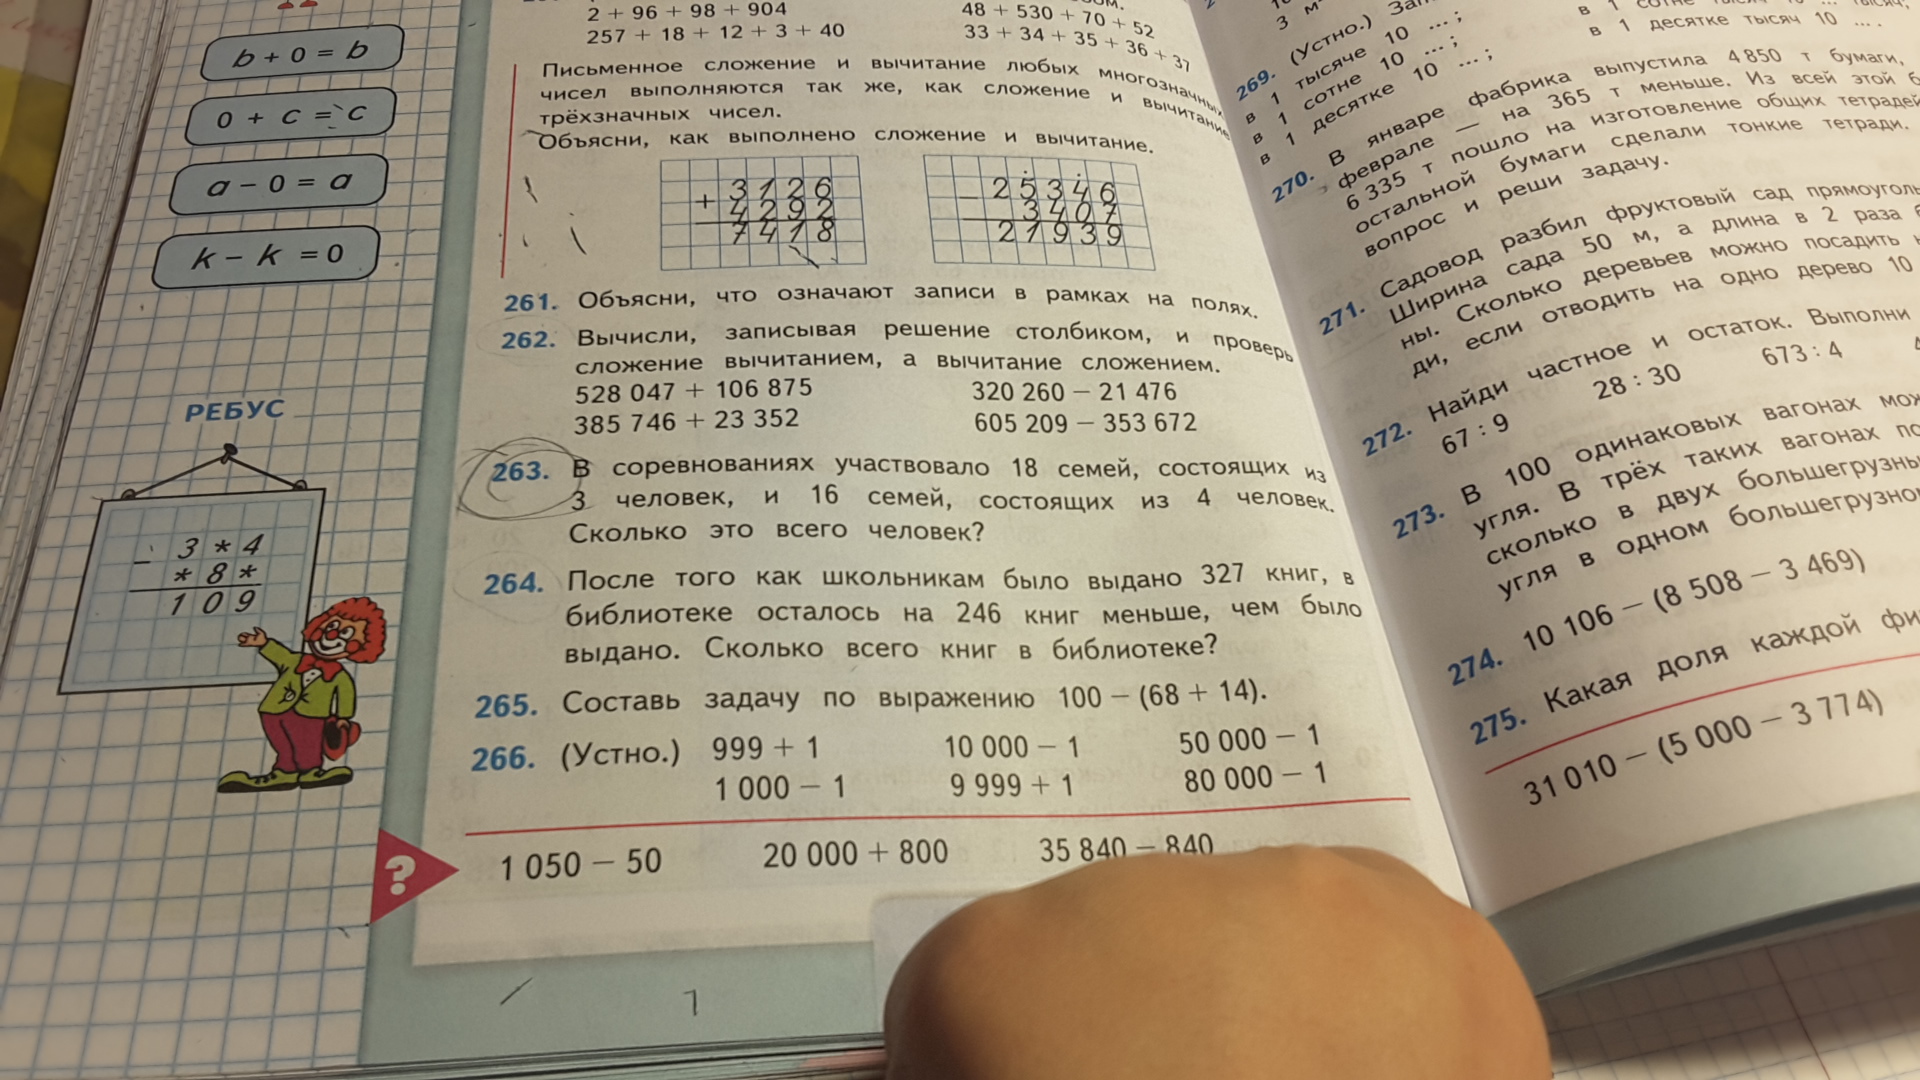 b + 0 = b
0 + c = c
a − 0 = a
k − k = 0
РЕБУС
− 3 * 4
* 8 *
1 0 9
2 + 96 + 98 + 904
48 + 530 + 70 + 52
257 + 18 + 12 + 3 + 40
33 + 34 + 35 + 36 + 37
Письменное сложение и вычитание любых многозначных
чисел выполняются так же, как сложение и вычитание
трёхзначных чисел.
Объясни, как выполнено сложение и вычитание.
+ 3126
4292
7418
− 25346
3407
21939
261. Объясни, что означают записи в рамках на полях.
262. Вычисли, записывая решение столбиком, и проверь
сложение вычитанием, а вычитание сложением.
528 047 + 106 875 320 260 − 21 476
385 746 + 23 352 605 209 − 353 672
263. В соревнованиях участвовало 18 семей, состоящих из
3 человек, и 16 семей, состоящих из 4 человек.
Сколько это всего человек?
264. После того как школьникам было выдано 327 книг, в
библиотеке осталось на 246 книг меньше, чем было
выдано. Сколько всего книг в библиотеке?
265. Составь задачу по выражению 100 − (68 + 14).
266. (Устно.) 999 + 1 10 000 − 1 50 000 − 1
1 000 − 1 9 999 + 1 80 000 − 1
? 1 050 − 50 20 000 + 800 35 840 − 840
7
269. (Устно.)
в 1 тысяче 10 ... ;
в 1 сотне 10 ... ;
в 1 десятке 10 ... ;
в 1 десятке тысяч 10 ... .
270. В январе фабрика выпустила 4 850 т бумаги,
феврале — на 365 т меньше. Из всей этой
6 335 т пошло на изготовление общих тетрадей
остальной бумаги сделали тонкие тетради.
вопрос и реши задачу.
271. Садовод разбил фруктовый сад
Ширина сада 50 м, а длина в 2 раза
ны. Сколько деревьев можно посадить
ди, если отводить на одно дерево 10
272. Найди частное и остаток. Выполни
67 : 9 28 : 30 673 : 4
273. В 100 одинаковых вагонах
угля. В трёх таких вагонах
сколько в двух
угля в одном
274. 10 106 − (8 508 − 3 469)
275. Какая доля каждой
31 010 − (5 000 − 3 774)